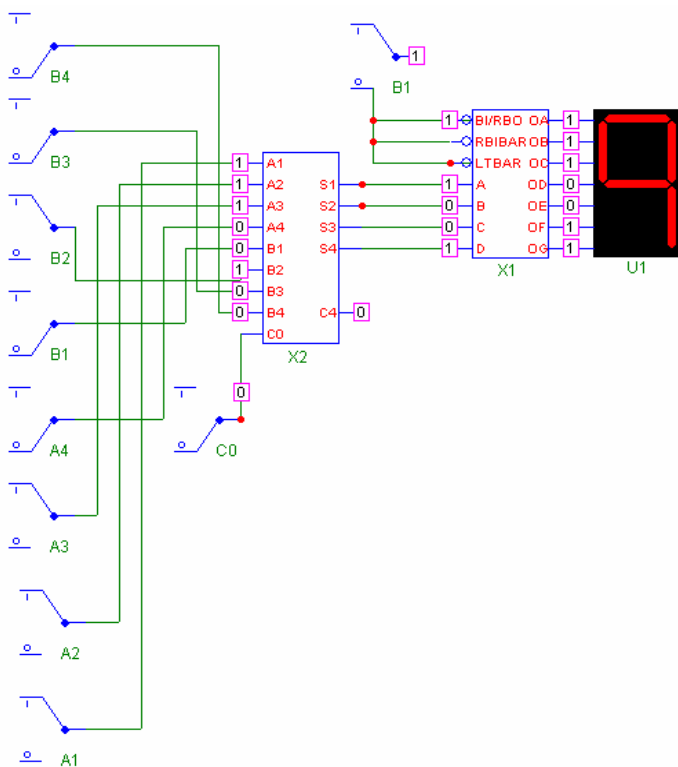 B4
B1
1
B3
1 BI/RBO OA 1
RBIBAR OB 1
1 A1
LTBAR OC 1
1 A2 S1
1 A OD 0
1 A3 S2
0 B OE 0
0 A4 S3
0 C OF 1
0 B1 S4
1 D OG 1
B2
1 B2
X1
U1
0 B3
0 B4 C4 0
C0
B1
X2
0
A4
C0
A3
A2
A1